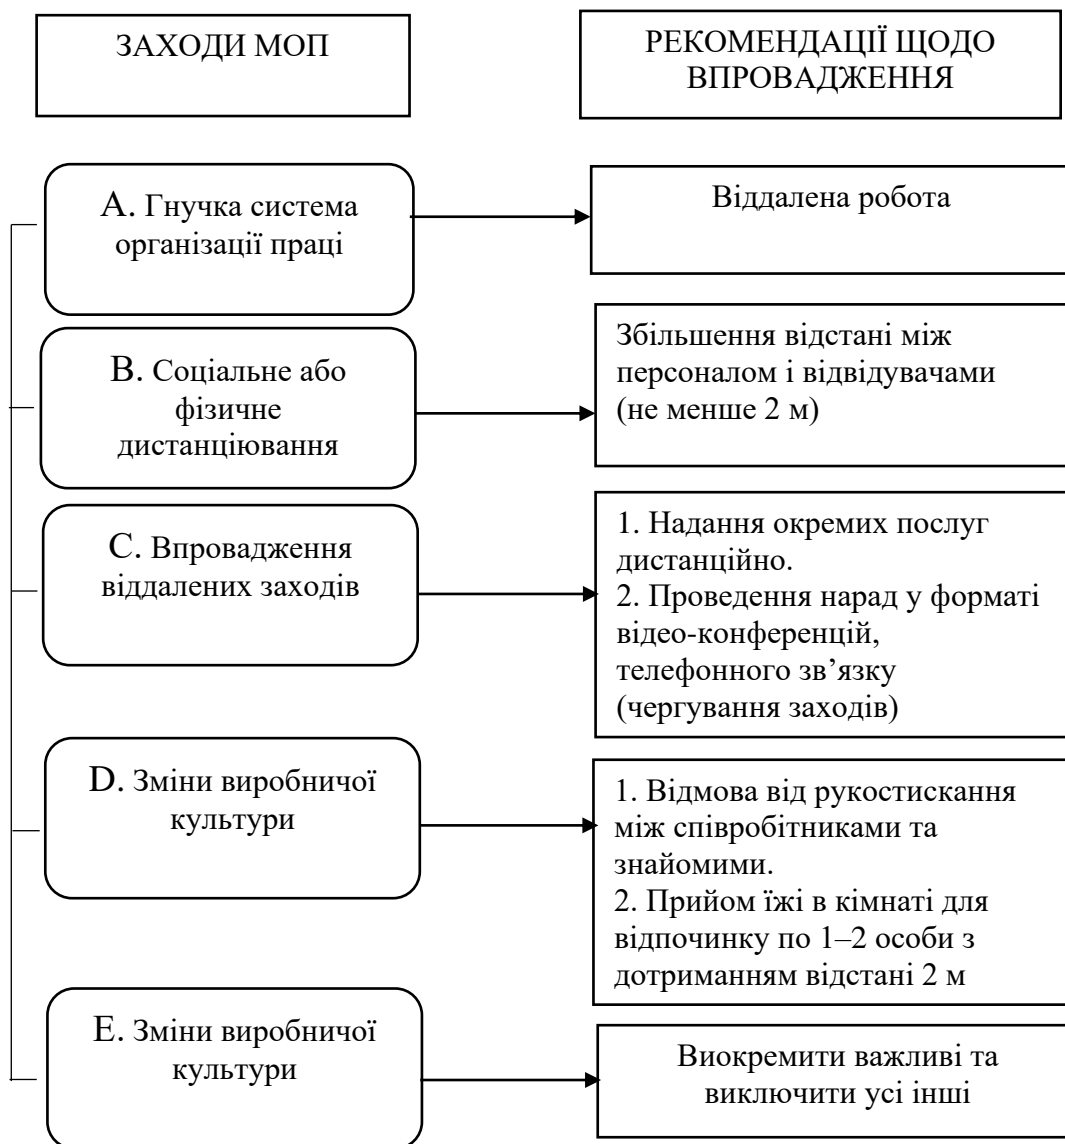 ЗАХОДИ МОП
РЕКОМЕНДАЦІЇ ЩОДО
ВПРОВАДЖЕННЯ
A. Гнучка система
організації праці
Віддалена робота
B. Соціальне або
фізичне
дистанціювання
Збільшення відстані між
персоналом і відвідувачами
(не менше 2 м)
C. Впровадження
віддалених заходів
1. Надання окремих послуг
дистанційно.
2. Проведення нарад у форматі
відео-конференцій,
телефонного зв’язку
(чергування заходів)
D. Зміни виробничої
культури
1. Відмова від рукостискання
між співробітниками та
знайомими.
2. Прийом їжі в кімнаті для
відпочинку по 1–2 особи з
дотриманням відстані 2 м
E. Зміни виробничої
культури
Виокремити важливі та
виключити усі інші